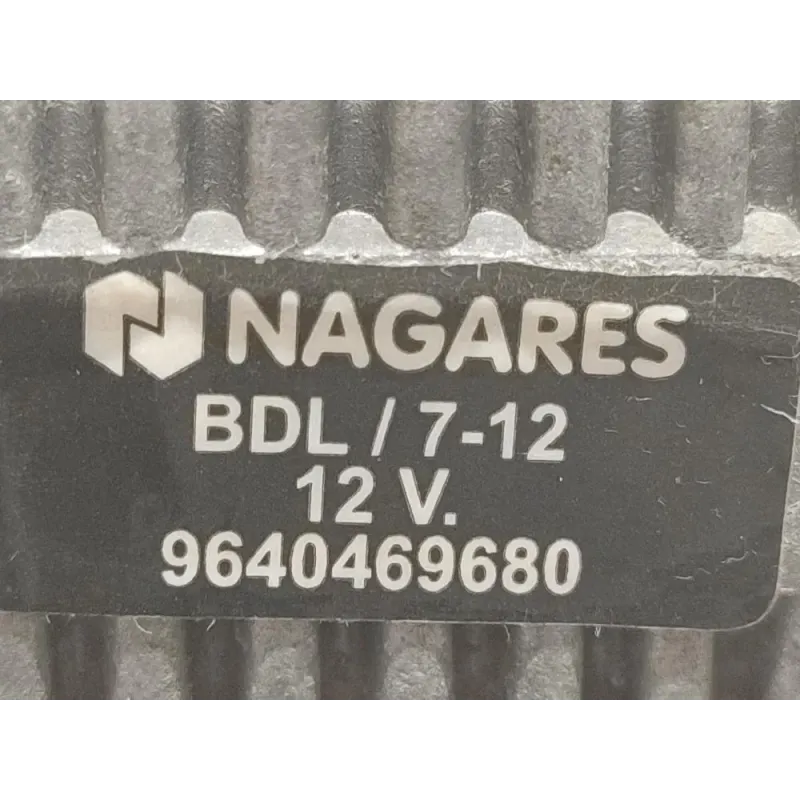 NAGARES
BDL / 7-12
12 V.
9640469680